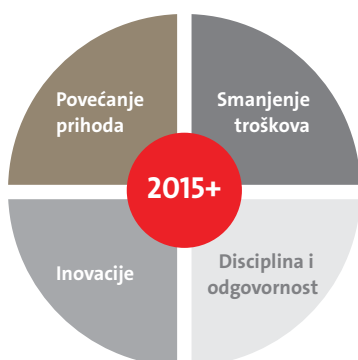 Povećanje
prihoda
Smanjenje
troškova
2015+
Inovacije
Disciplina i
odgovornost